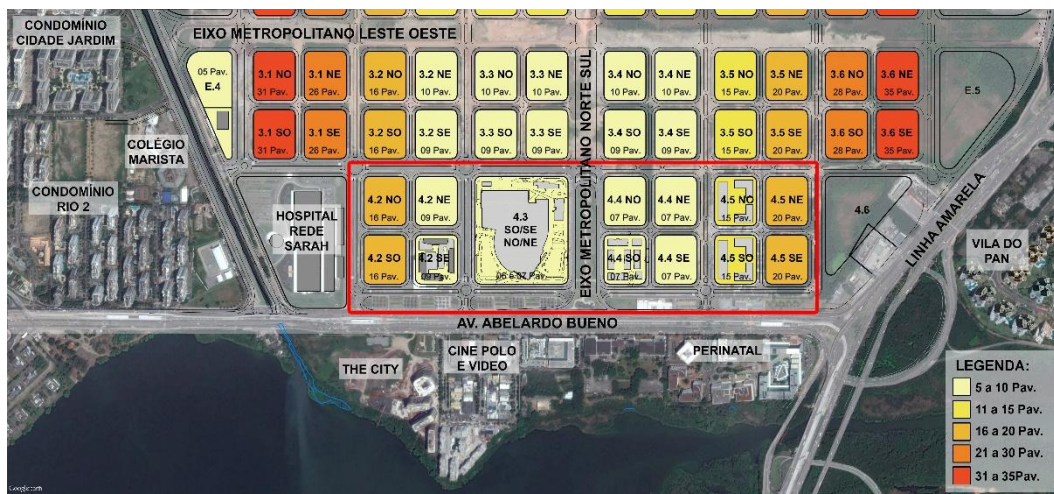 CONDOMÍNIO
CIDADE JARDIM
EIXO METROPOLITANO LESTE OESTE
EIXO METROPOLITANO NORTE SUL
05 Pav.
E.4
3.1 NO
31 Pav.
3.1 NE
26 Pav.
3.2 NO
16 Pav.
3.2 NE
10 Pav.
3.3 NO
10 Pav.
3.3 NE
10 Pav.
3.4 NO
10 Pav.
3.4 NE
10 Pav.
3.5 NO
15 Pav.
3.5 NE
20 Pav.
3.6 NO
28 Pav.
3.6 NE
35 Pav.
E.5
3.1 SO
31 Pav.
3.1 SE
26 Pav.
3.2 SO
16 Pav.
3.2 SE
09 Pav.
3.3 SO
09 Pav.
3.3 SE
09 Pav.
3.4 SO
09 Pav.
3.4 SE
09 Pav.
3.5 SO
15 Pav.
3.5 SE
20 Pav.
3.6 SO
28 Pav.
3.6 SE
35 Pav.
COLÉGIO
MARISTA
CONDOMÍNIO
RIO 2
HOSPITAL
REDE
SARAH
4.2 NO
16 Pav.
4.2 NE
09 Pav.
4.3
SO/SE
NO/NE
06 a 07 Pav.
4.4 NO
07 Pav.
4.4 NE
07 Pav.
4.5 NO
15 Pav.
4.5 NE
20 Pav.
4.6
4.2 SO
16 Pav.
4.2 SE
09 Pav.
4.4 SO
07 Pav.
4.4 SE
07 Pav.
4.5 SO
15 Pav.
4.5 SE
20 Pav.
LINHA AMARELA
VILA DO
PAN
AV. ABELARDO BUENO
THE CITY
CINE POLO
E VIDEO
PERINATAL
LEGENDA:
5 a 10 Pav.
11 a 15 Pav.
16 a 20 Pav.
21 a 30 Pav.
31 a 35Pav.
Google earth